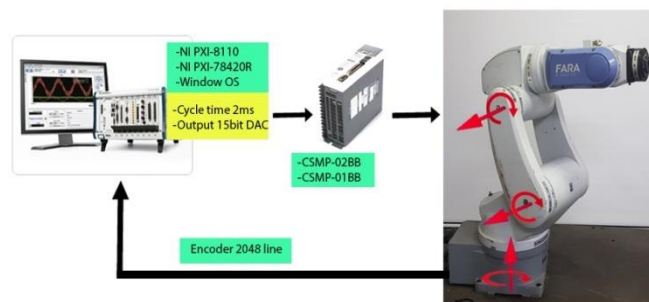 -NI PXI-8110
-NI PXI-78420R
-Window OS
-Cycle time 2ms
-Output 15bit DAC
-CSMP-02BB
-CSMP-01BB
FARA
Encoder 2048 line